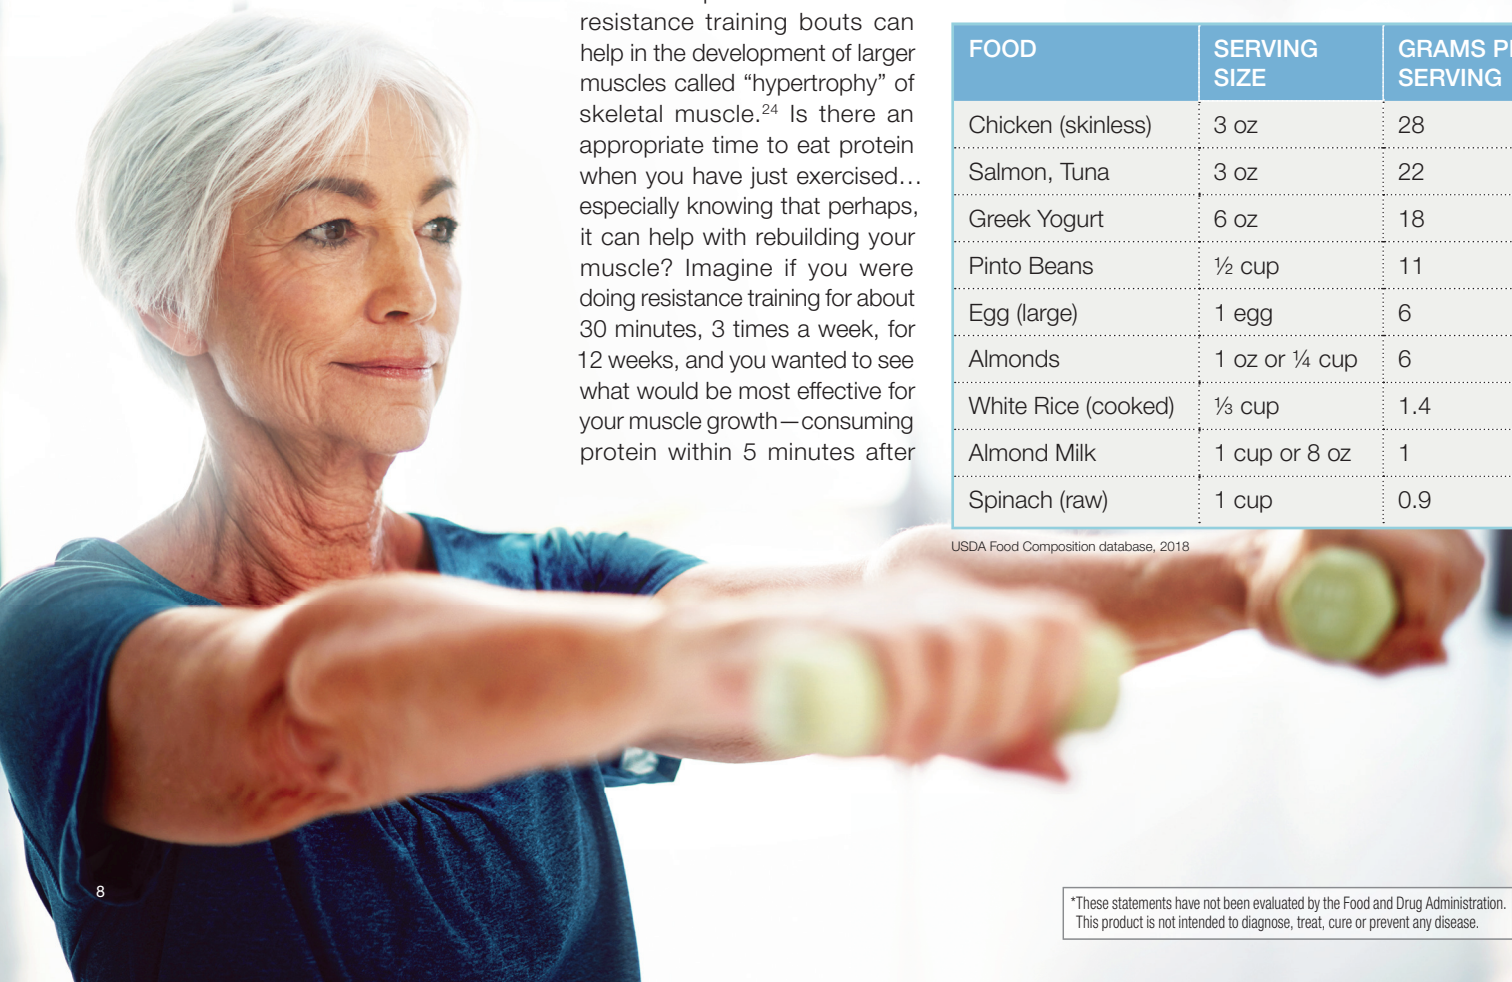 resistance training bouts can
help in the development of larger
muscles called “hypertrophy” of
skeletal muscle.24 Is there an
appropriate time to eat protein
when you have just exercised...
especially knowing that perhaps,
it can help with rebuilding your
muscle? Imagine if you were
doing resistance training for about
30 minutes, 3 times a week, for
12 weeks, and you wanted to see
what would be most effective for
your muscle growth—consuming
protein within 5 minutes after
FOOD SERVING SIZE GRAMS SERVING
Chicken (skinless) 3 oz 28
Salmon, Tuna 3 oz 22
Greek Yogurt 6 oz 18
Pinto Beans ½ cup 11
Egg (large) 1 egg 6
Almonds 1 oz or ¼ cup 6
White Rice (cooked) ⅓ cup 1.4
Almond Milk 1 cup or 8 oz 1
Spinach (raw) 1 cup 0.9
USDA Food Composition database, 2018
8
*These statements have not been evaluated by the Food and Drug Administration.
This product is not intended to diagnose, treat, cure or prevent any disease.